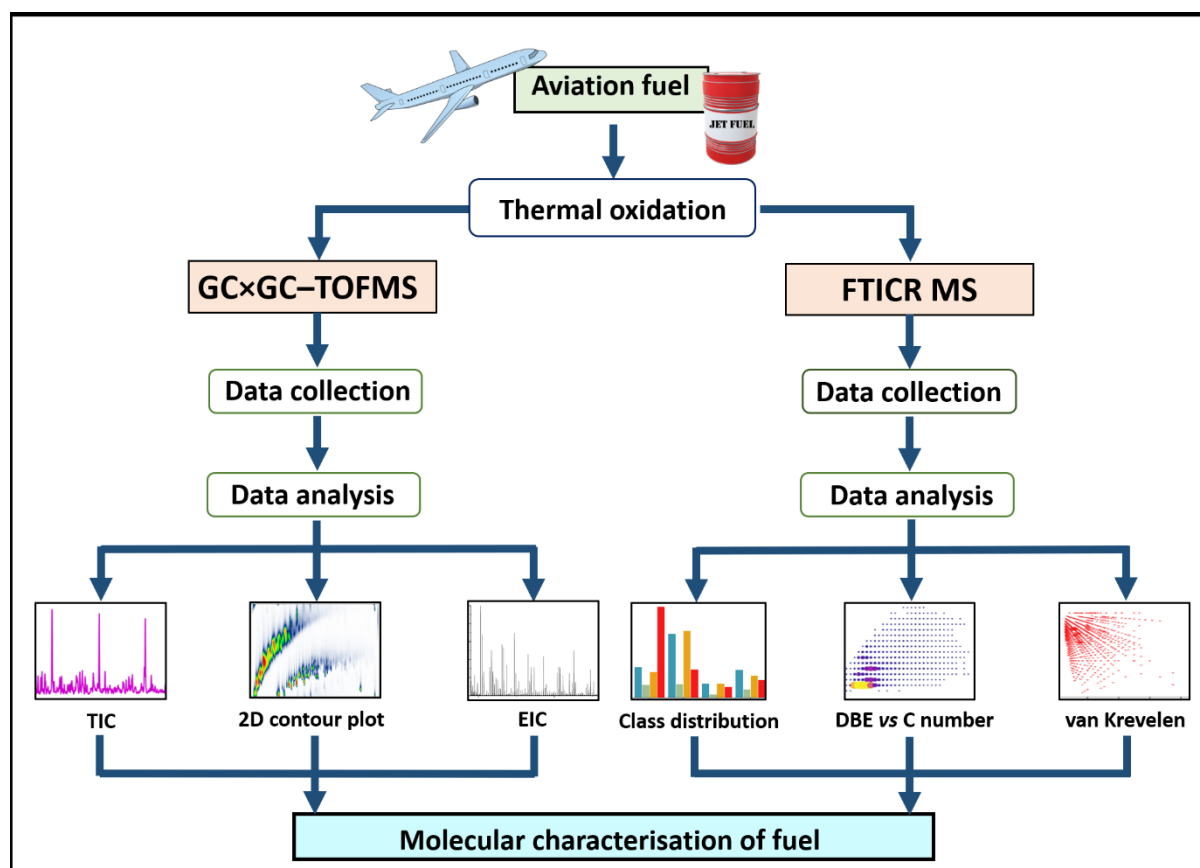 Aviation fuel
JET FUEL
Thermal oxidation
GC×GC–TOFMS
FTICR MS
Data collection
Data collection
Data analysis
Data analysis
TIC
2D contour plot
EIC
Class distribution
DBE vs C number
van Krevelen
Molecular characterisation of fuel